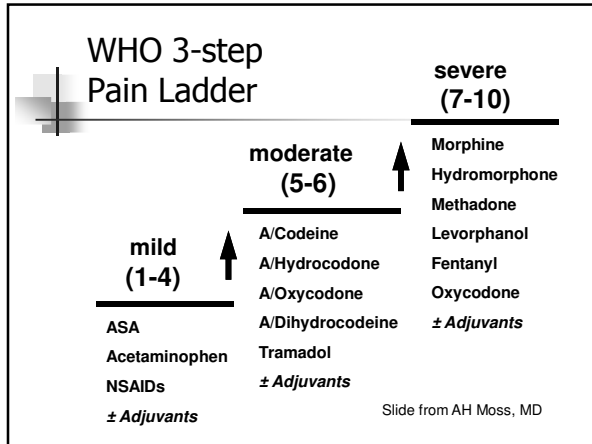 WHO 3-step
Pain Ladder
mild
(1-4)
ASA
Acetaminophen
NSAIDs
± Adjuvants
moderate
(5-6)
A/Codeine
A/Hydrocodone
A/Oxycodone
A/Dihydrocodeine
Tramadol
± Adjuvants
severe
(7-10)
Morphine
Hydromorphone
Methadone
Levorphanol
Fentanyl
Oxycodone
± Adjuvants
Slide from AH Moss, MD